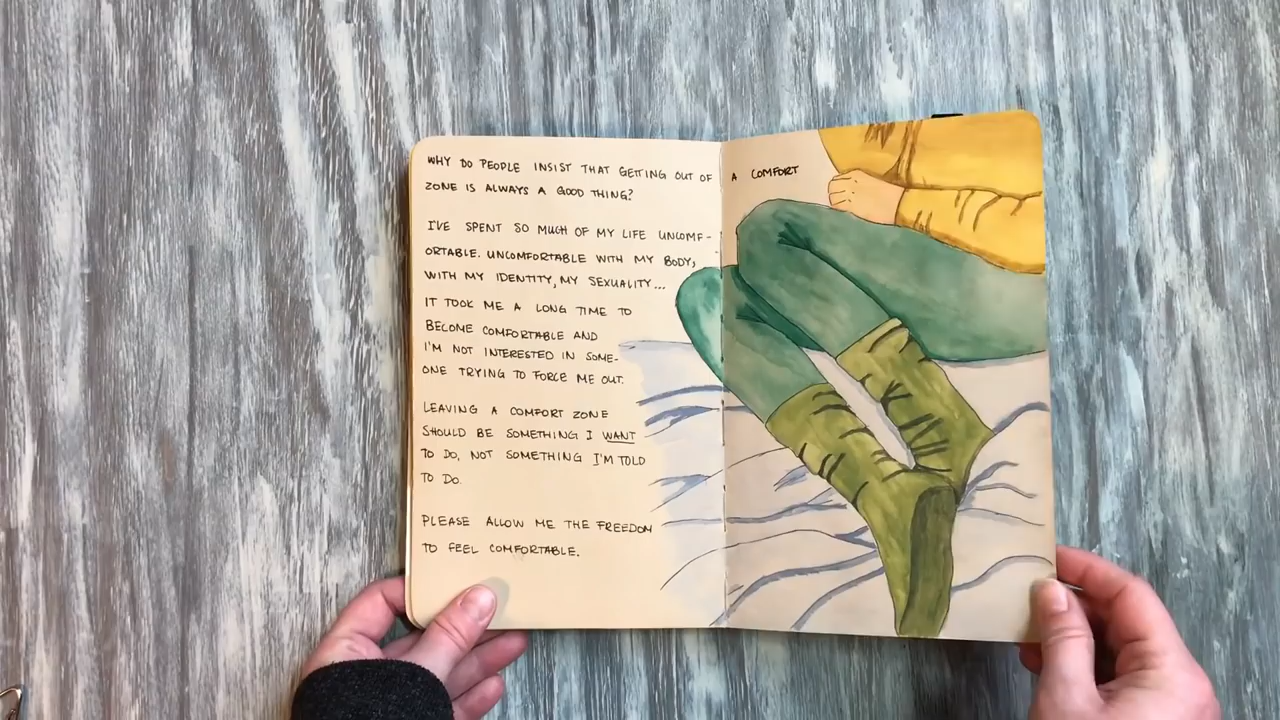 WHY DO PEOPLE INSIST THAT GETTING OUT OF A COMFORT
ZONE IS ALWAYS A GOOD THING?
I'VE SPENT SO MUCH OF MY LIFE UNCOMF-
ORTABLE. UNCOMFORTABLE WITH MY BODY,
WITH MY IDENTITY, MY SEXUALITY...
IT TOOK ME A LONG TIME TO
BECOME COMFORTABLE AND
I'M NOT INTERESTED IN SOME-
ONE TRYING TO FORCE ME OUT.
LEAVING A COMFORT ZONE
SHOULD BE SOMETHING I WANT
TO DO, NOT SOMETHING I'M TOLD
TO DO.
PLEASE ALLOW ME THE FREEDOM
TO FEEL COMFORTABLE.